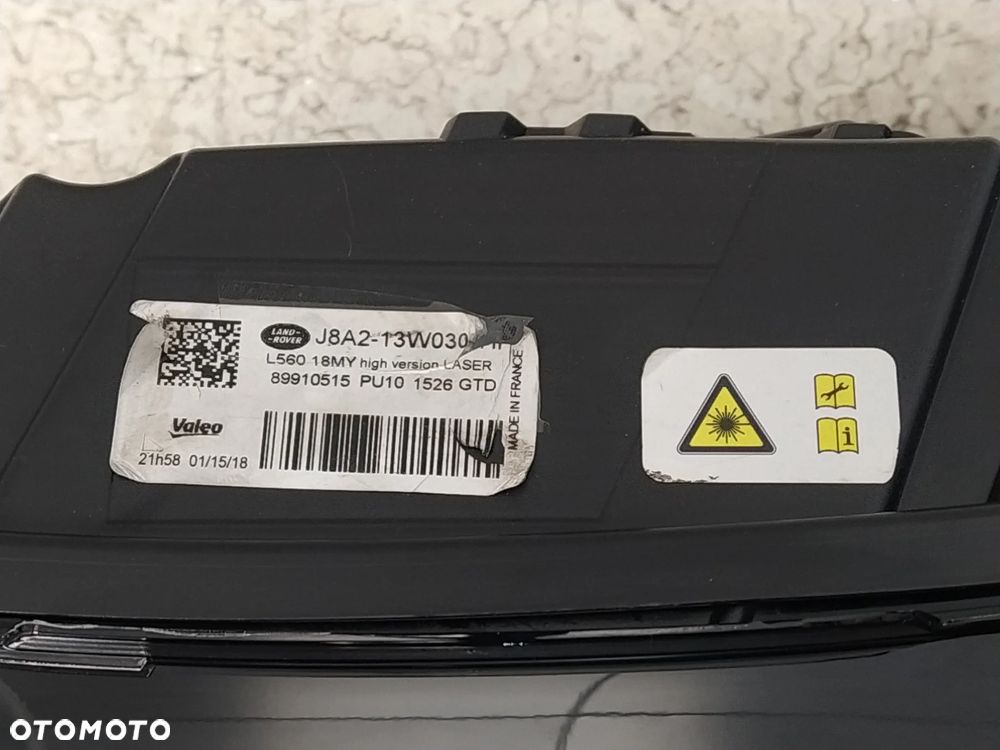 LAND-
ROVER
J8A2-13W030
L560 18MY high version LASER
89910515 PU10 1526 GTD
MADE IN FRANCE
Valeo
21h58 01/15/18
OTOMOTO